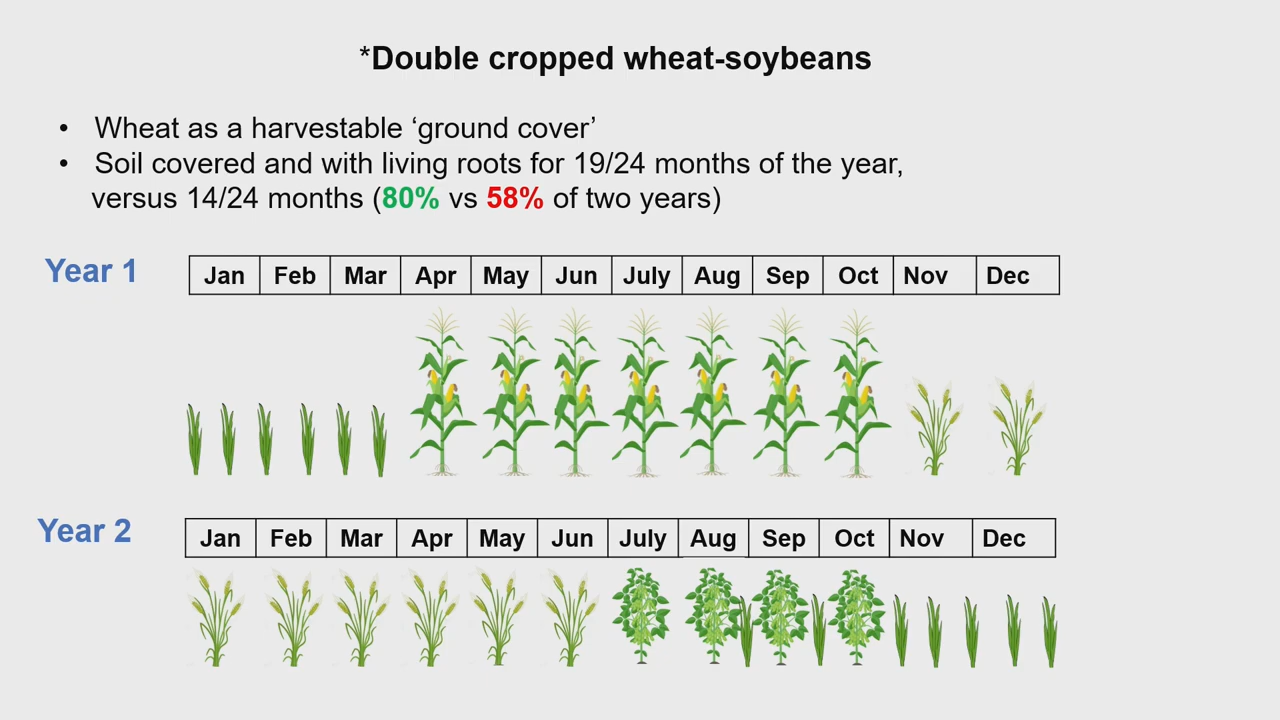 *Double cropped wheat-soybeans
• Wheat as a harvestable ‘ground cover’
• Soil covered and with living roots for 19/24 months of the year,
versus 14/24 months (80% vs 58% of two years)
Year 1
Jan Feb Mar Apr May Jun July Aug Sep Oct Nov Dec
Year 2
Jan Feb Mar Apr May Jun July Aug Sep Oct Nov Dec